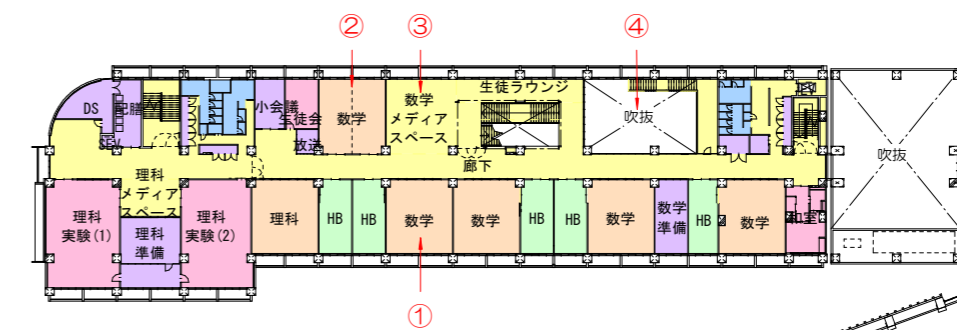 ② ③ ④
DS
配膳
SEV
小会議
生徒会
放送
数学
数学
メディア
スペース
生徒ラウンジ
吹抜
吹抜
廊下
理科
メディア
スペース
理科
実験(1)
理科
準備
理科
実験(2)
理科
HB
HB
数学
数学
HB
HB
数学
数学
準備
HB
数学
和室
①